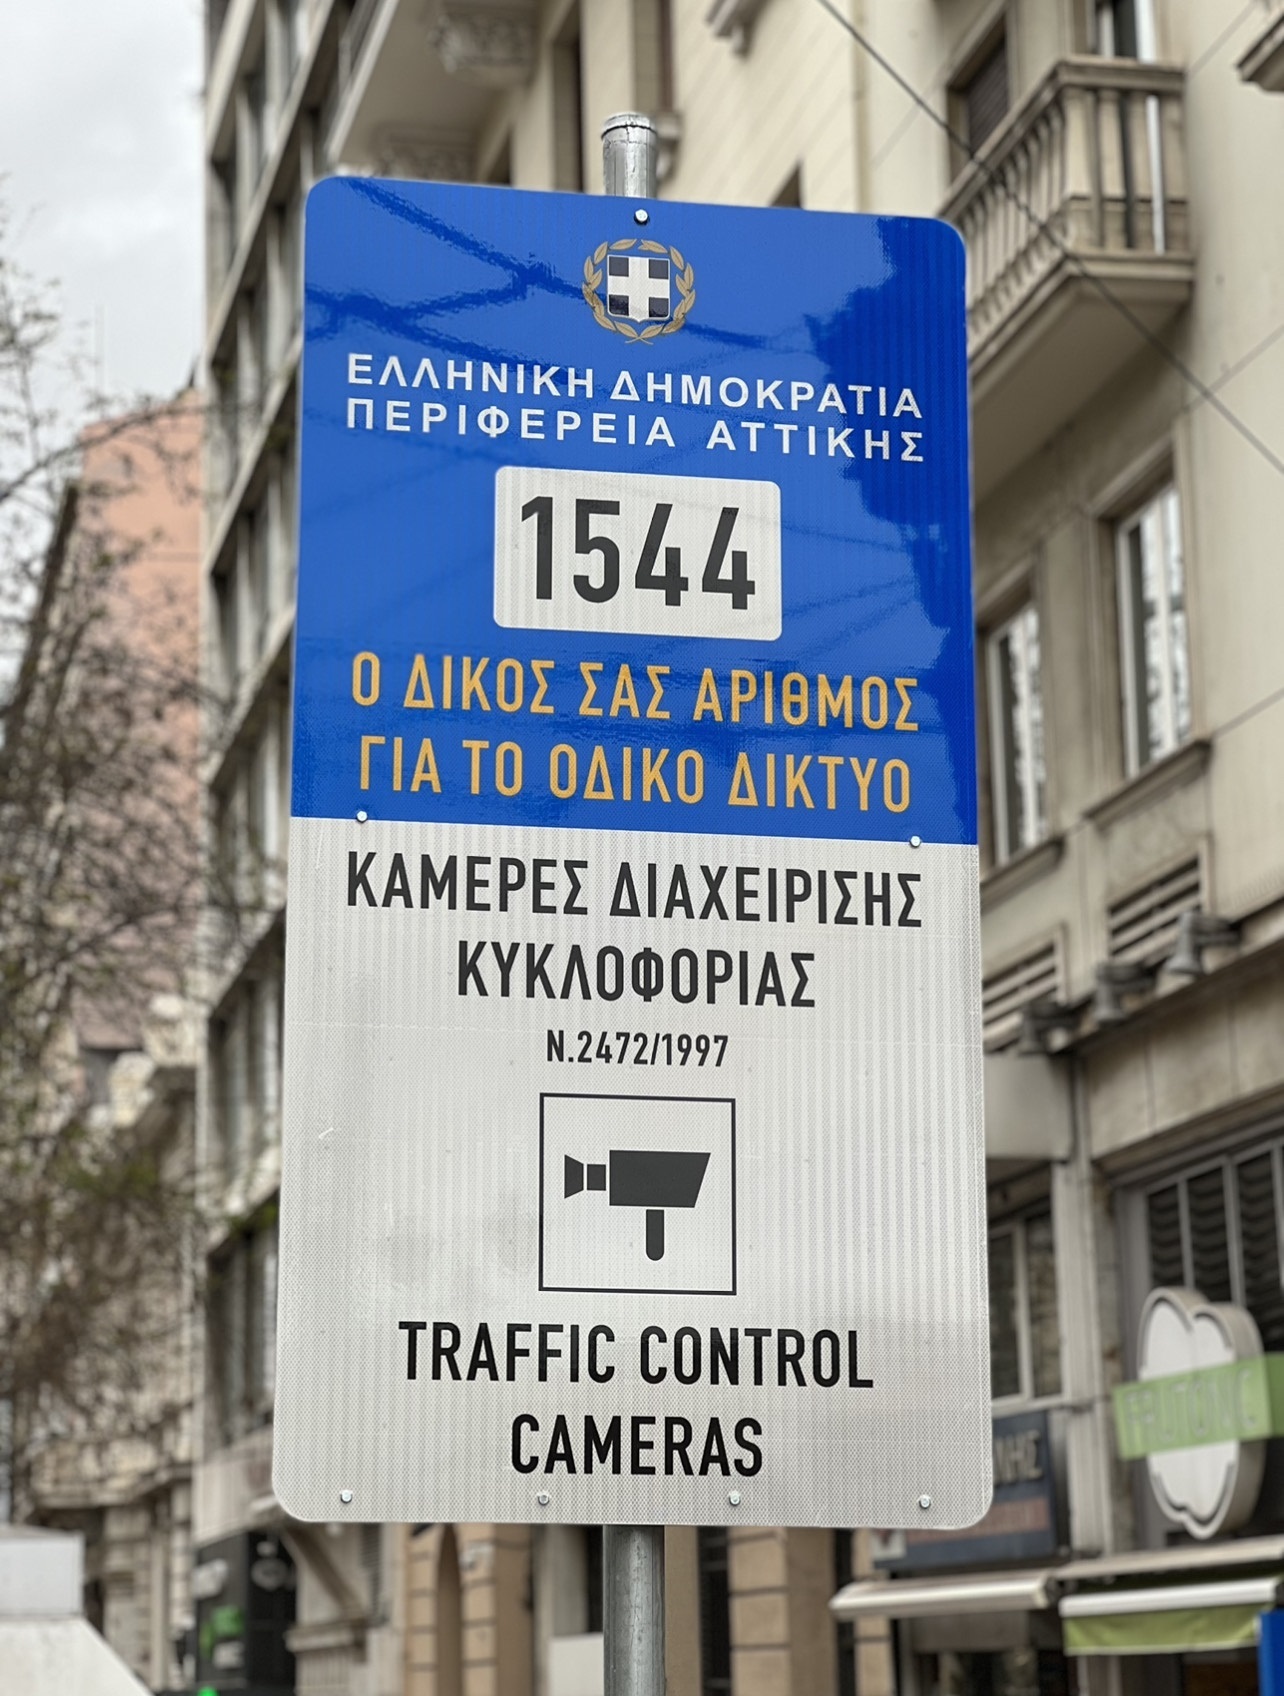 ΕΛΛΗΝΙΚΗ ΔΗΜΟΚΡΑΤΙΑ
ΠΕΡΙΦΕΡΕΙΑ ΑΤΤΙΚΗΣ
1544
Ο ΔΙΚΟΣ ΣΑΣ ΑΡΙΘΜΟΣ
ΓΙΑ ΤΟ ΟΔΙΚΟ ΔΙΚΤΥΟ
ΚΑΜΕΡΕΣ ΔΙΑΧΕΙΡΙΣΗΣ
ΚΥΚΛΟΦΟΡΙΑΣ
Ν.2472/1997
TRAFFIC CONTROL
CAMERAS